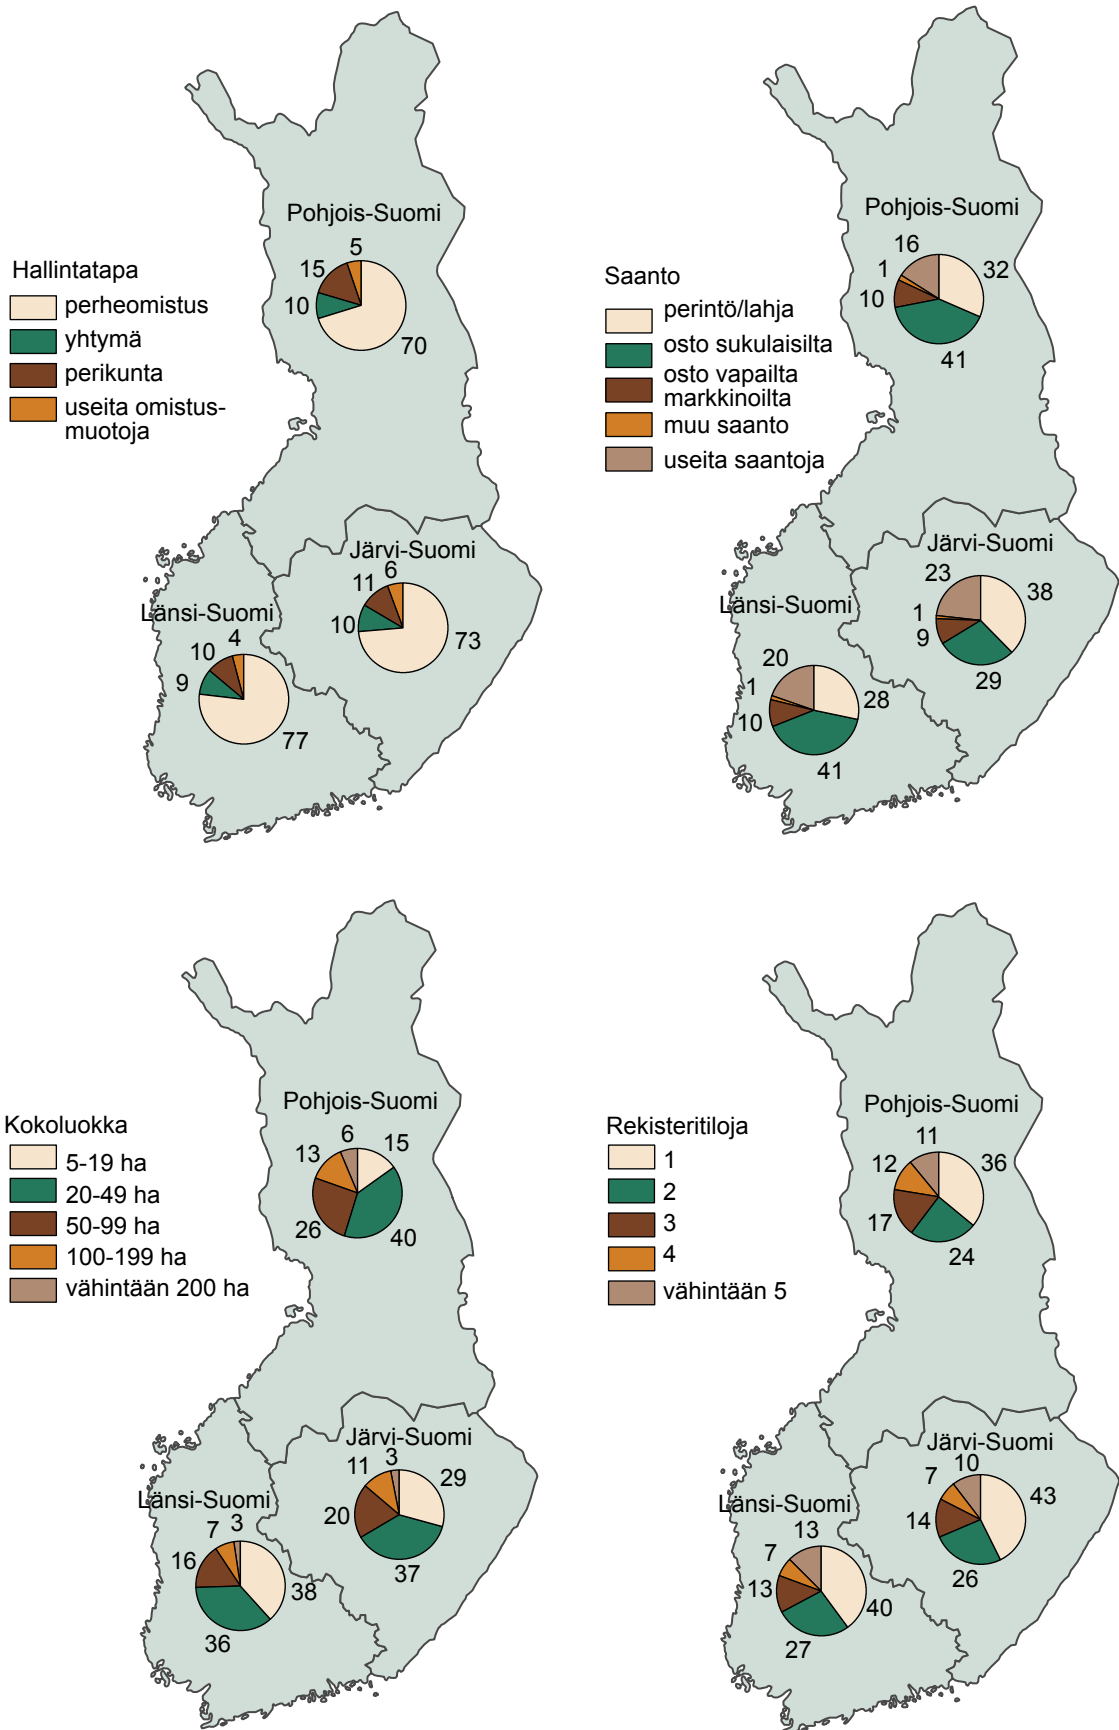 Hallintatapa
perheomistus
yhtymä
perikunta
useita omistus-
muotoja
Pohjois-Suomi
5
15
10
70
Järvi-Suomi
6
11
10
73
Länsi-Suomi
4
10
9
77
Saanto
perintö/lahja
osto sukulaisilta
osto vapailta
markkinoilta
muu saanto
useita saantoja
Pohjois-Suomi
16
32
1
10
41
Järvi-Suomi
23
38
1
9
29
Länsi-Suomi
20
28
1
10
41
Kokoluokka
5-19 ha
20-49 ha
50-99 ha
100-199 ha
vähintään 200 ha
Pohjois-Suomi
6
15
13
26
40
Järvi-Suomi
3
11
29
20
37
Länsi-Suomi
3
7
16
38
36
Rekisteritiloja
1
2
3
4
vähintään 5
Pohjois-Suomi
11
36
12
17
24
Järvi-Suomi
10
7
43
14
26
Länsi-Suomi
13
7
13
40
27